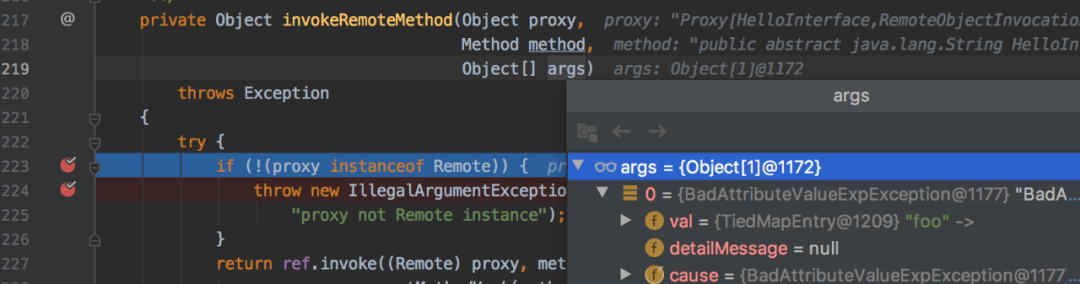 217 @ private Object invokeRemoteMethod(Object proxy, proxy: "Proxy[HelloInterface,RemoteObjectInvocatio
218 Method method, method: "public abstract java.lang.String HelloIn
219 Object[] args) args: Object[1]@1172
220 throws Exception
221 {
222 try {
223 if (!(proxy instanceof Remote)) { pr
224 throw new IllegalArgumentExceptio
225 "proxy not Remote instance");
226 }
227 return ref.invoke((Remote) proxy, met
args
args = {Object[1]@1172}
0 = {BadAttributeValueExpException@1177} "BadA...
f val = {TiedMapEntry@1209} "foo" ->
f detailMessage = null
f cause = {BadAttributeValueExpException@1177...